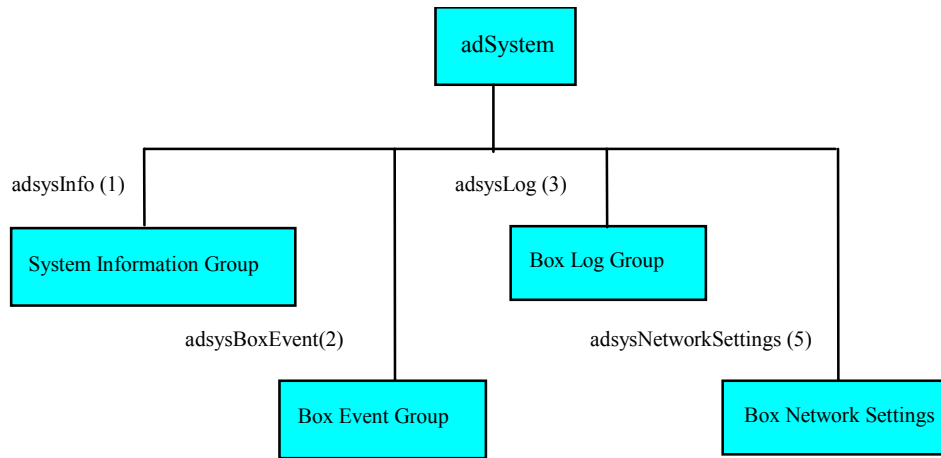 adSystem
adsysInfo (1)
adsysLog (3)
System Information Group
Box Log Group
adsysBoxEvent(2)
adsysNetworkSettings (5)
Box Event Group
Box Network Settings